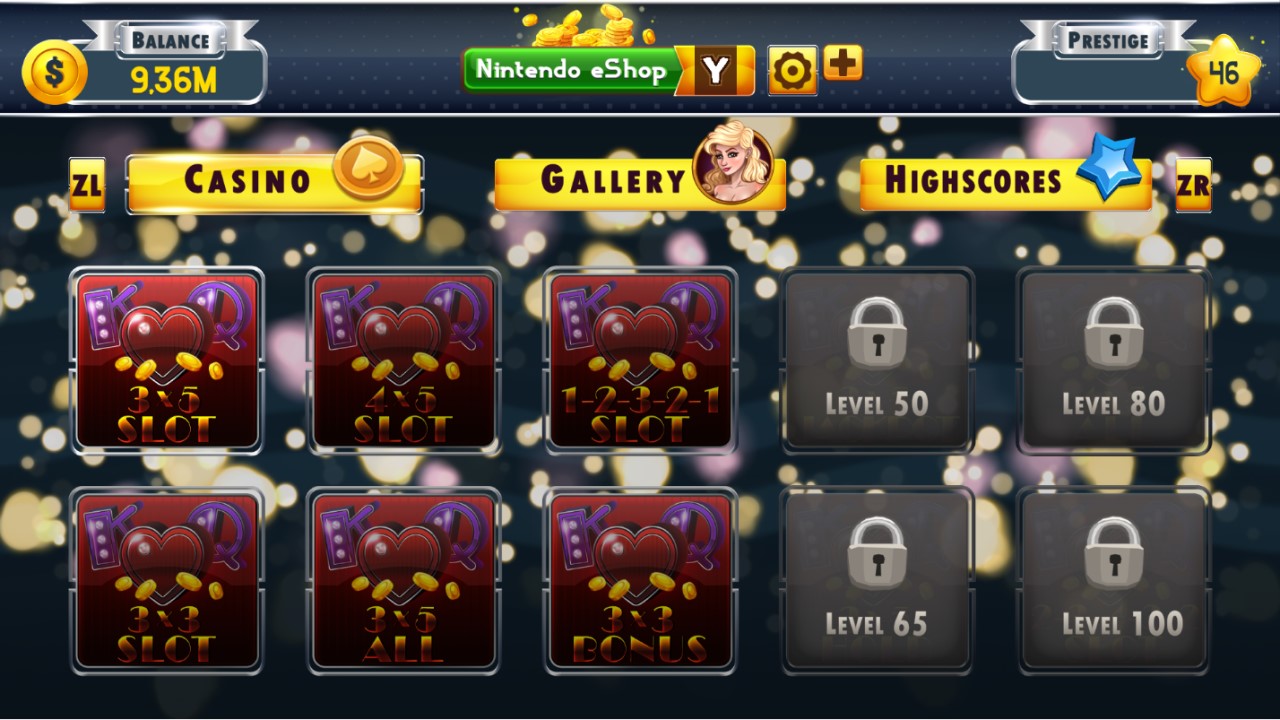 BALANCE
9,36M
Nintendo eShop Y
PRESTIGE
46
ZL
CASINO
GALLERY
HIGHSCORES
ZR
K Q
3x5
SLOT
K Q
4x5
SLOT
K Q
1-2-3-2-1
SLOT
LEVEL 50
LEVEL 80
K Q
3x3
SLOT
K Q
3x5
ALL
K Q
3x3
BONUS
LEVEL 65
LEVEL 100